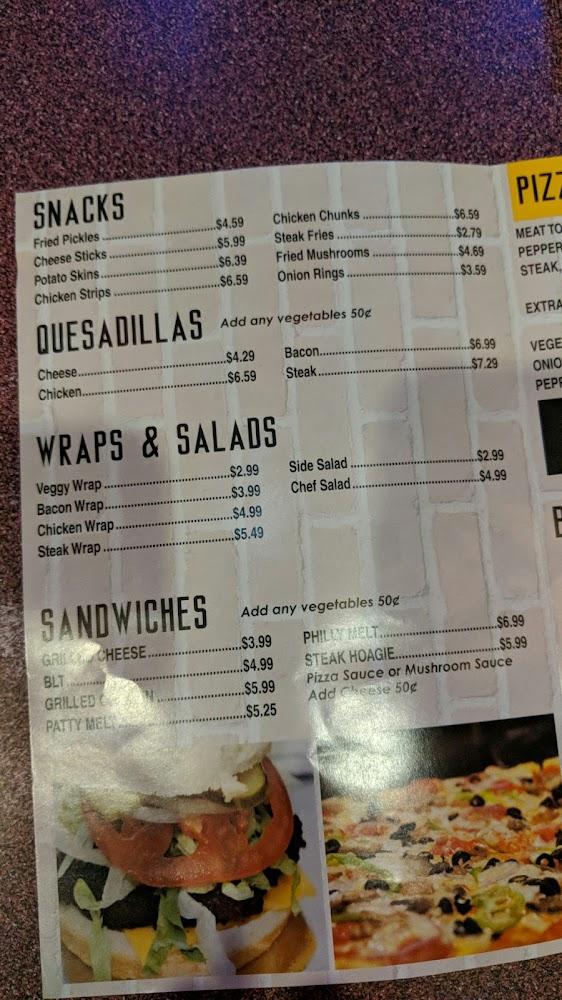 SNACKS
Fried Pickles $4.59
Cheese Sticks $5.99
Potato Skins $6.39
Chicken Strips $6.59
Chicken Chunks $6.59
Steak Fries $2.79
Fried Mushrooms $4.69
Onion Rings $3.59
QUESADILLAS Add any vegetables 50¢
Cheese $4.29
Chicken $6.59
Bacon $6.99
Steak $7.29
WRAPS & SALADS
Veggy Wrap $2.99
Bacon Wrap $3.99
Chicken Wrap $4.99
Steak Wrap $5.49
Side Salad $2.99
Chef Salad $4.99
SANDWICHES Add any vegetables 50¢
GRILLED CHEESE $3.99
BLT $4.99
GRILLED $5.99
PATTY MELT $5.25
PHILLY MELT $6.99
STEAK HOAGIE $5.99
Pizza Sauce or Mushroom Sauce
Add Cheese 50¢
MEAT TO
STEAK,
EXTRA